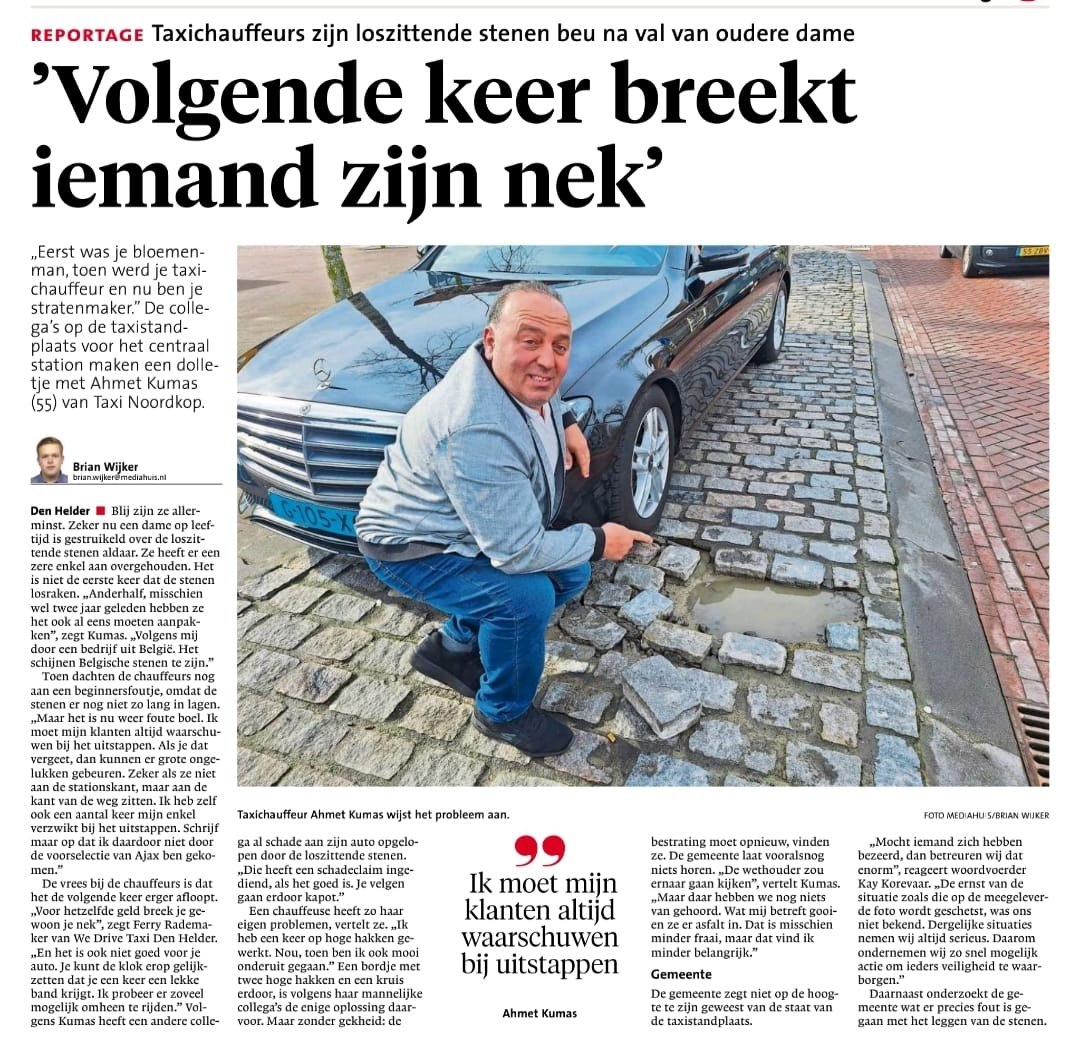 REPORTAGE Taxichauffeurs zijn loszittende stenen beu na val van oudere dame
’Volgende keer breekt
iemand zijn nek’
„Eerst was je bloemen-
man, toen werd je taxi-
chauffeur en nu ben je
stratenmaker.” De colle-
ga’s op de taxistand-
plaats voor het centraal
station maken een dolle-
tje met Ahmet Kumas
(55) van Taxi Noordkop.
Brian Wijker
brian.wijker@mediahuis.nl
Den Helder ■ Blij zijn ze aller-
minst. Zeker nu een dame op leef-
tijd is gestruikeld over de loszit-
tende stenen aldaar. Ze heeft er een
zere enkel aan overgehouden. Het
is niet de eerste keer dat de stenen
losraken. „Anderhalf, misschien
wel twee jaar geleden hebben ze
het ook al eens moeten aanpak-
ken”, zegt Kumas. „Volgens mij
door een bedrijf uit België. Het
schijnen Belgische stenen te zijn.”
Toen dachten de chauffeurs nog
aan een beginnersfoutje, omdat de
stenen er nog niet zo lang in lagen.
„Maar het is nu weer foute boel. Ik
moet mijn klanten altijd waarschu-
wen bij het uitstappen. Als je dat
vergeet, dan kunnen er grote onge-
lukken gebeuren. Zeker als ze niet
aan de stationskant, maar aan de
kant van de weg zitten. Ik heb zelf
ook een aantal keer mijn enkel
verzwikt bij het uitstappen. Schrijf
maar op dat ik daardoor niet door
de voorselectie van Ajax ben geko-
men.”
De vrees bij de chauffeurs is dat
het de volgende keer erger afloopt.
„Voor hetzelfde geld breek je ge-
woon je nek”, zegt Ferry Radema-
ker van We Drive Taxi Den Helder.
„En het is ook niet goed voor je
auto. Je kunt de klok erop gelijk-
zetten dat je een keer een lekke
band krijgt. Ik probeer er zoveel
mogelijk omheen te rijden.” Vol-
gens Kumas heeft een andere colle-
G-105-X
55-ZBV
Taxichauffeur Ahmet Kumas wijst het probleem aan.
FOTO MEDIAHUIS/BRIAN WIJKER
ga al schade aan zijn auto opgelo-
pen door de loszittende stenen.
„Die heeft een schadeclaim inge-
diend, als het goed is. Je velgen
gaan erdoor kapot.”
Een chauffeuse heeft zo haar
eigen problemen, vertelt ze. „Ik
heb een keer op hoge hakken ge-
werkt. Nou, toen ben ik ook mooi
onderuit gegaan.” Een bordje met
twee hoge hakken en een kruis
erdoor, is volgens haar mannelijke
collega’s de enige oplossing daar-
voor. Maar zonder gekheid: de
”
Ik moet mijn
klanten altijd
waarschuwen
bij uitstappen
Ahmet Kumas
bestrating moet opnieuw, vinden
ze. De gemeente laat vooralsnog
niets horen. „De wethouder zou
ernaar gaan kijken”, vertelt Kumas.
„Maar daar hebben we nog niets
van gehoord. Wat mij betreft gooi-
en ze er asfalt in. Dat is misschien
minder fraai, maar dat vind ik
minder belangrijk.”
Gemeente
De gemeente zegt niet op de hoog-
te te zijn geweest van de staat van
de taxistandplaats.
„Mocht iemand zich hebben
bezeerd, dan betreuren wij dat
enorm”, reageert woordvoerder
Kay Korevaar. „De ernst van de
situatie zoals die op de meegelever-
de foto wordt geschetst, was ons
niet bekend. Dergelijke situaties
nemen wij altijd serieus. Daarom
ondernemen wij zo snel mogelijk
actie om ieders veiligheid te waar-
borgen.”
Daarnaast onderzoekt de ge-
meente wat er precies fout is ge-
gaan met het leggen van de stenen.